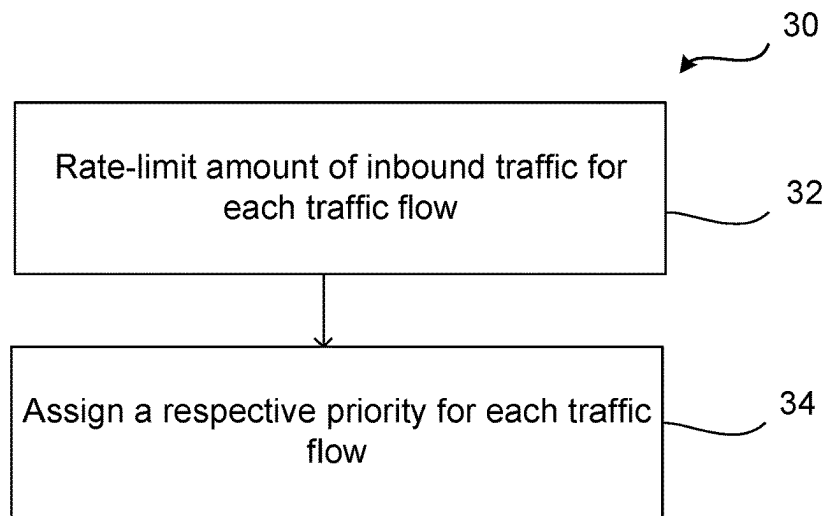 30
Rate-limit amount of inbound traffic for
each traffic flow
32
Assign a respective priority for each traffic
flow
34